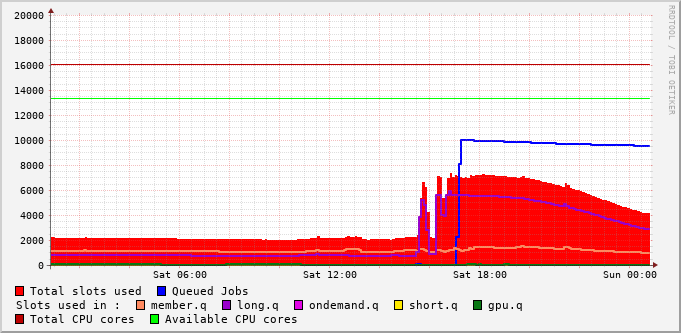 20000
18000
16000
14000
12000
10000
8000
6000
4000
2000
0
Sat 06:00 Sat 12:00 Sat 18:00 Sun 00:00
Total slots used Queued Jobs
Slots used in : member.q long.q ondemand.q short.q gpu.q
Total CPU cores Available CPU cores
RRDTOOL / TOBI OETIKER